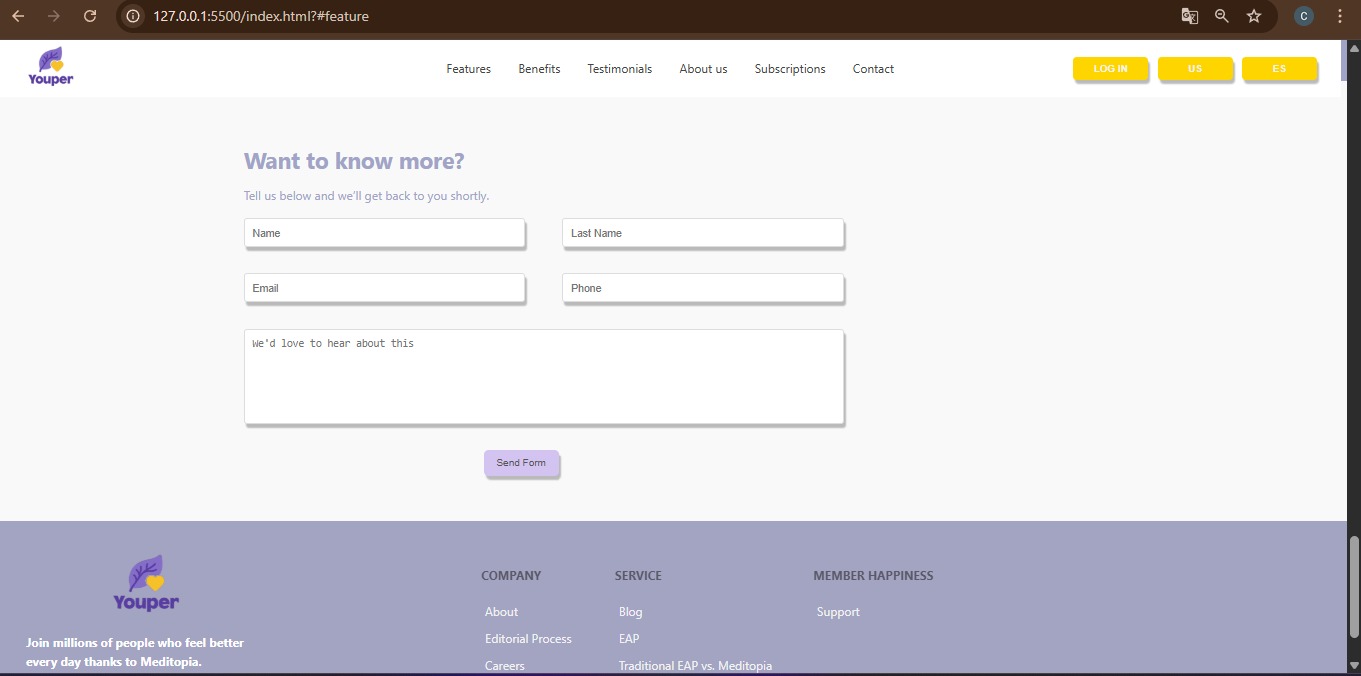 127.0.0.1:5500/index.html?#feature
C
Youper
Features Benefits Testimonials About us Subscriptions Contact
LOG IN US ES
Want to know more?
Tell us below and we'll get back to you shortly.
Name Last Name
Email Phone
We'd love to hear about this
Send Form
Youper
COMPANY SERVICE MEMBER HAPPINESS
About Blog Support
Join millions of people who feel better
Editorial Process EAP
every day thanks to Meditopia.
Careers Traditional EAP vs. Meditopia